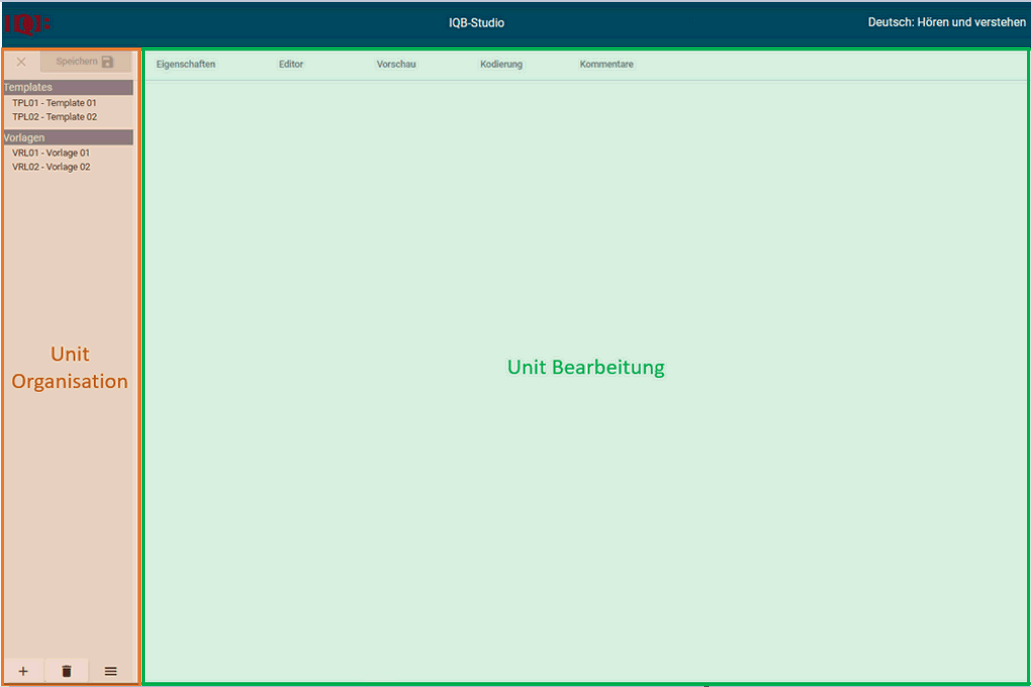 IQB:
IQB-Studio
Deutsch: Hören und verstehen
Speichern
Eigenschaften
Editor
Vorschau
Kodierung
Kommentare
Templates
TPL01 - Template 01
TPL02 - Template 02
Vorlagen
VRL01 - Vorlage 01
VRL02 - Vorlage 02
Unit
Organisation
Unit Bearbeitung